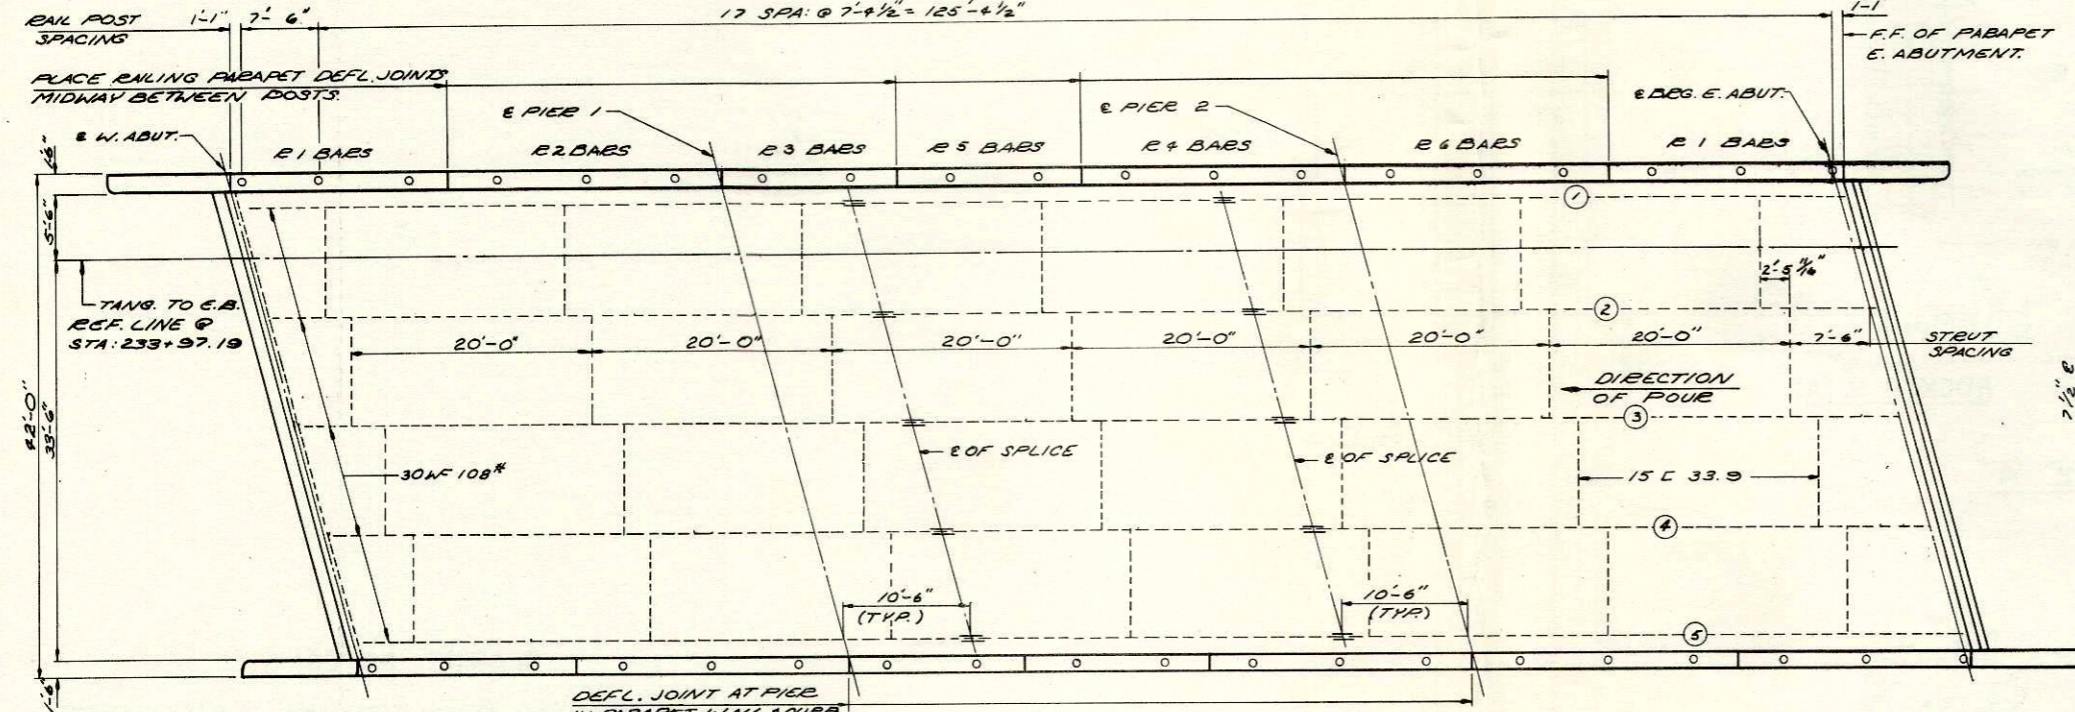 RAIL POST
SPACING
1'-1" 7'-6"
17 SPA: @ 7'-4½" = 125'-4½"
1'-1
F.F. OF PARAPET
E. ABUTMENT.
PLACE RAILING PARAPET DEFL. JOINTS
MIDWAY BETWEEN POSTS.
℄ W. ABUT.
℄ PIER 1
℄ PIER 2
℄ BRG. E. ABUT.
R 1 BARS
R 2 BARS
R 3 BARS
R 5 BARS
R 4 BARS
R 6 BARS
R 1 BARS
1'-6"
5'-6"
42'-0"
33'-6"
1'-6"
TANG. TO E.B.
REF. LINE @
STA: 233+97.19
1
2'-5 11/16"
2
20'-0"
20'-0"
20'-0"
20'-0"
20'-0"
20'-0"
7'-6"
STRUT
SPACING
DIRECTION
OF POUR
3
7½" ℄
30 WF 108#
℄ OF SPLICE
℄ OF SPLICE
15 [ 33.9
4
10'-6"
(TYP.)
10'-6"
(TYP.)
5
DEFL. JOINT AT PIER